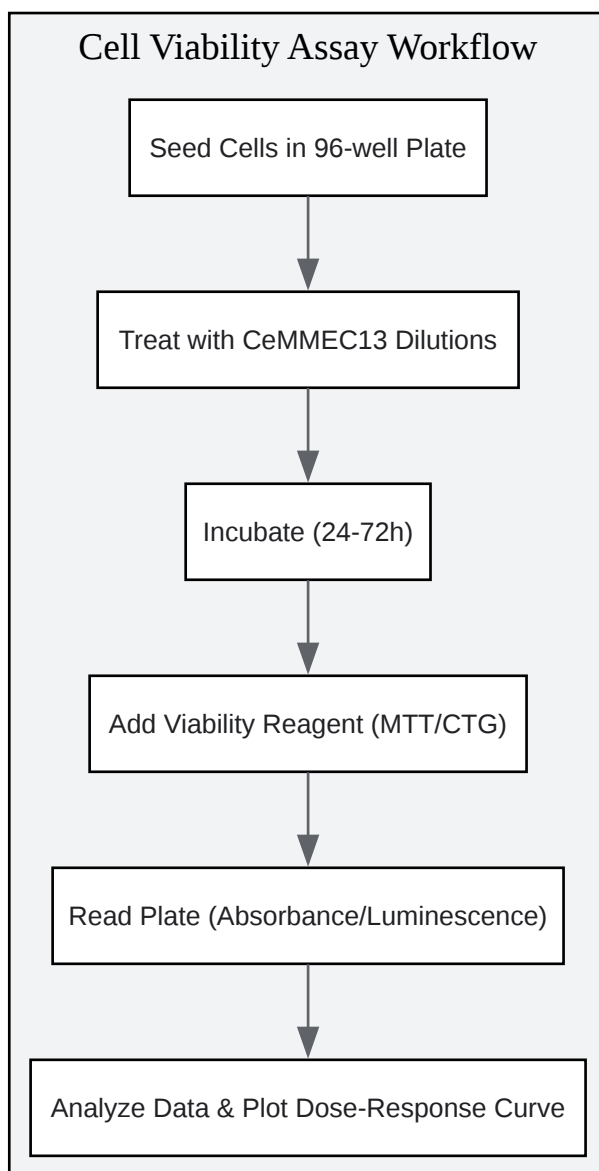 Cell Viability Assay Workflow
Seed Cells in 96-well Plate
Treat with CeMMEC13 Dilutions
Incubate (24-72h)
Add Viability Reagent (MTT/CTG)
Read Plate (Absorbance/Luminescence)
Analyze Data & Plot Dose-Response Curve